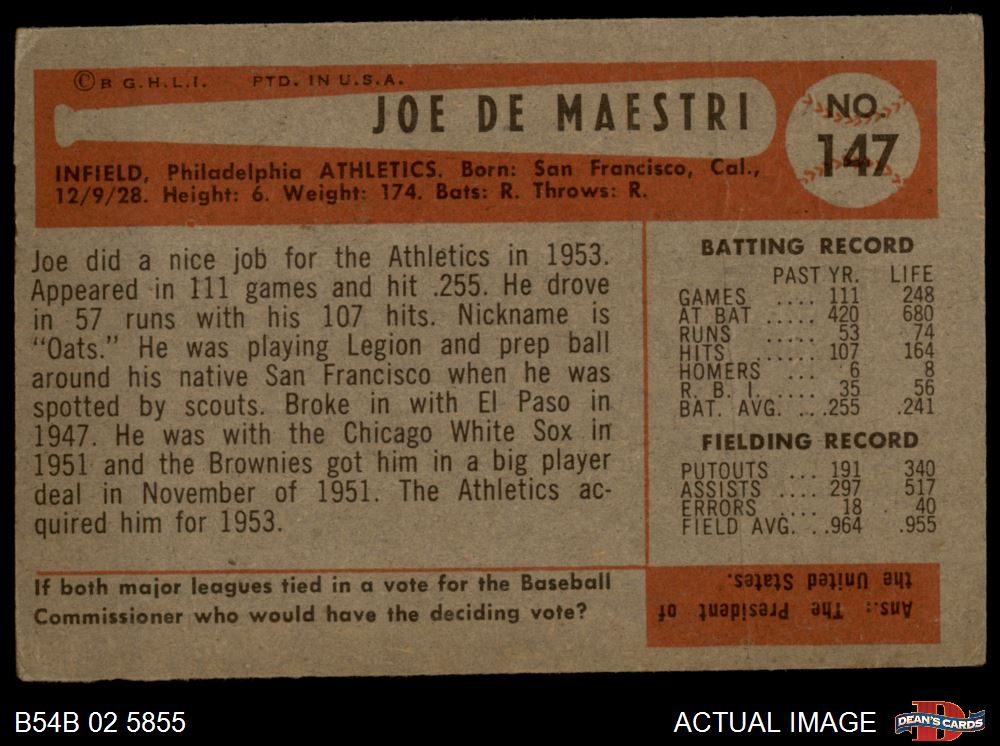 ©B G.H.L.I. PTD. IN U.S.A.
JOE DE MAESTRI
NO.
147
INFIELD, Philadelphia ATHLETICS. Born: San Francisco, Cal.,
12/9/28. Height: 6. Weight: 174. Bats: R. Throws: R.
Joe did a nice job for the Athletics in 1953.
Appeared in 111 games and hit .255. He drove
in 57 runs with his 107 hits. Nickname is
"Oats." He was playing Legion and prep ball
around his native San Francisco when he was
spotted by scouts. Broke in with El Paso in
1947. He was with the Chicago White Sox in
1951 and the Brownies got him in a big player
deal in November of 1951. The Athletics ac-
quired him for 1953.
BATTING RECORD
PAST YR. LIFE
GAMES .... 111 248
AT BAT ..... 420 680
RUNS ..... 53 74
HITS ...... 107 164
HOMERS ... 6 8
R. B. I. .... 35 56
BAT. AVG. ... .255 .241
FIELDING RECORD
PUTOUTS ... 191 340
ASSISTS .... 297 517
ERRORS .... 18 40
FIELD AVG. . .964 .955
If both major leagues tied in a vote for the Baseball
Commissioner who would have the deciding vote?
Ans.: The President of
the United States.
B54B 02 5855
ACTUAL IMAGE
D
DEAN'S CARDS